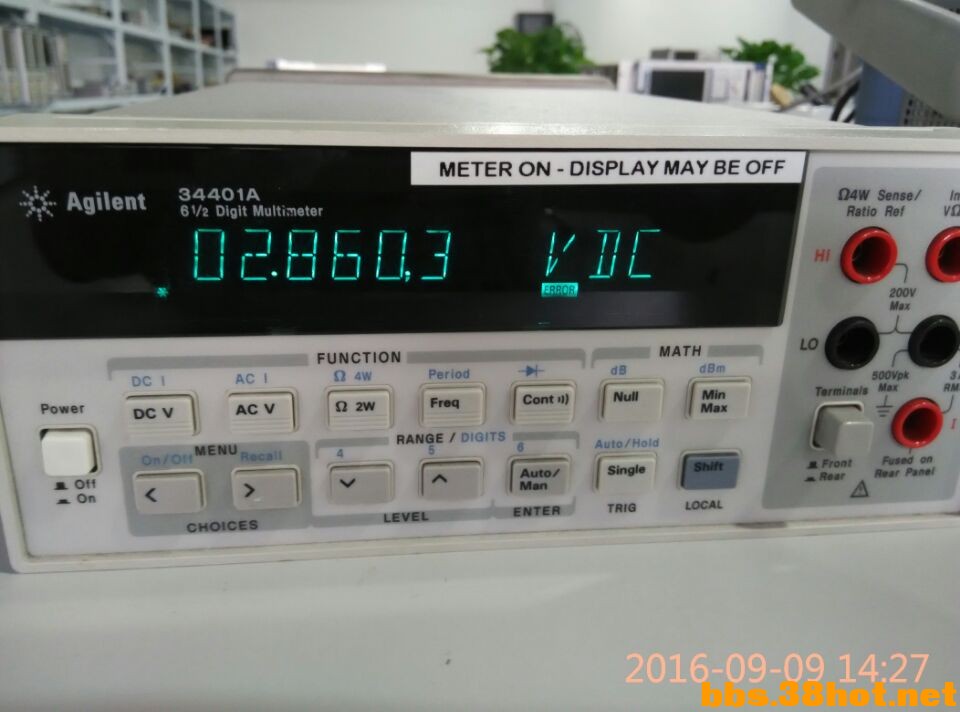 METER ON - DISPLAY MAY BE OFF
Agilent
34401A
6½ Digit Multimeter
02.860,3 VDC
ERROR
*
Ω4W Sense/
Ratio Ref
HI
200V
Max
LO
500Vpk
Max
Terminals
Front
Rear
Fused on
Rear Panel
I
FUNCTION
MATH
DC I
AC I
Ω 4W
Period
dB
dBm
Power
DC V
AC V
Ω 2W
Freq
Cont
Null
Min
Max
Off
On
MENU
On/Off
Recall
RANGE / DIGITS
4
5
6
Auto/Hold
<
>
Auto/
Man
Single
Shift
CHOICES
LEVEL
ENTER
TRIG
LOCAL
2016-09-09 14:27
bbs.38hot.net